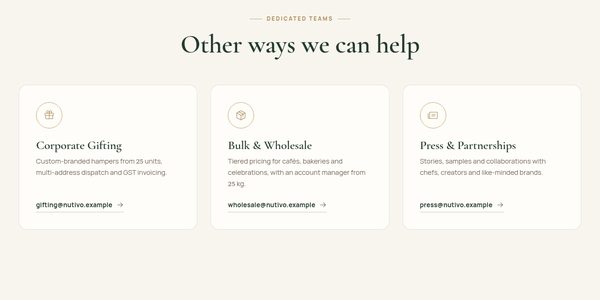 DEDICATED TEAMS
Other ways we can help
Corporate Gifting
Custom-branded hampers from 25 units,
multi-address dispatch and GST invoicing.
gifting@nutivo.example
Bulk & Wholesale
Tiered pricing for cafés, bakeries and
celebrations, with an account manager from
25 kg.
wholesale@nutivo.example
Press & Partnerships
Stories, samples and collaborations with
chefs, creators and like-minded brands.
press@nutivo.example